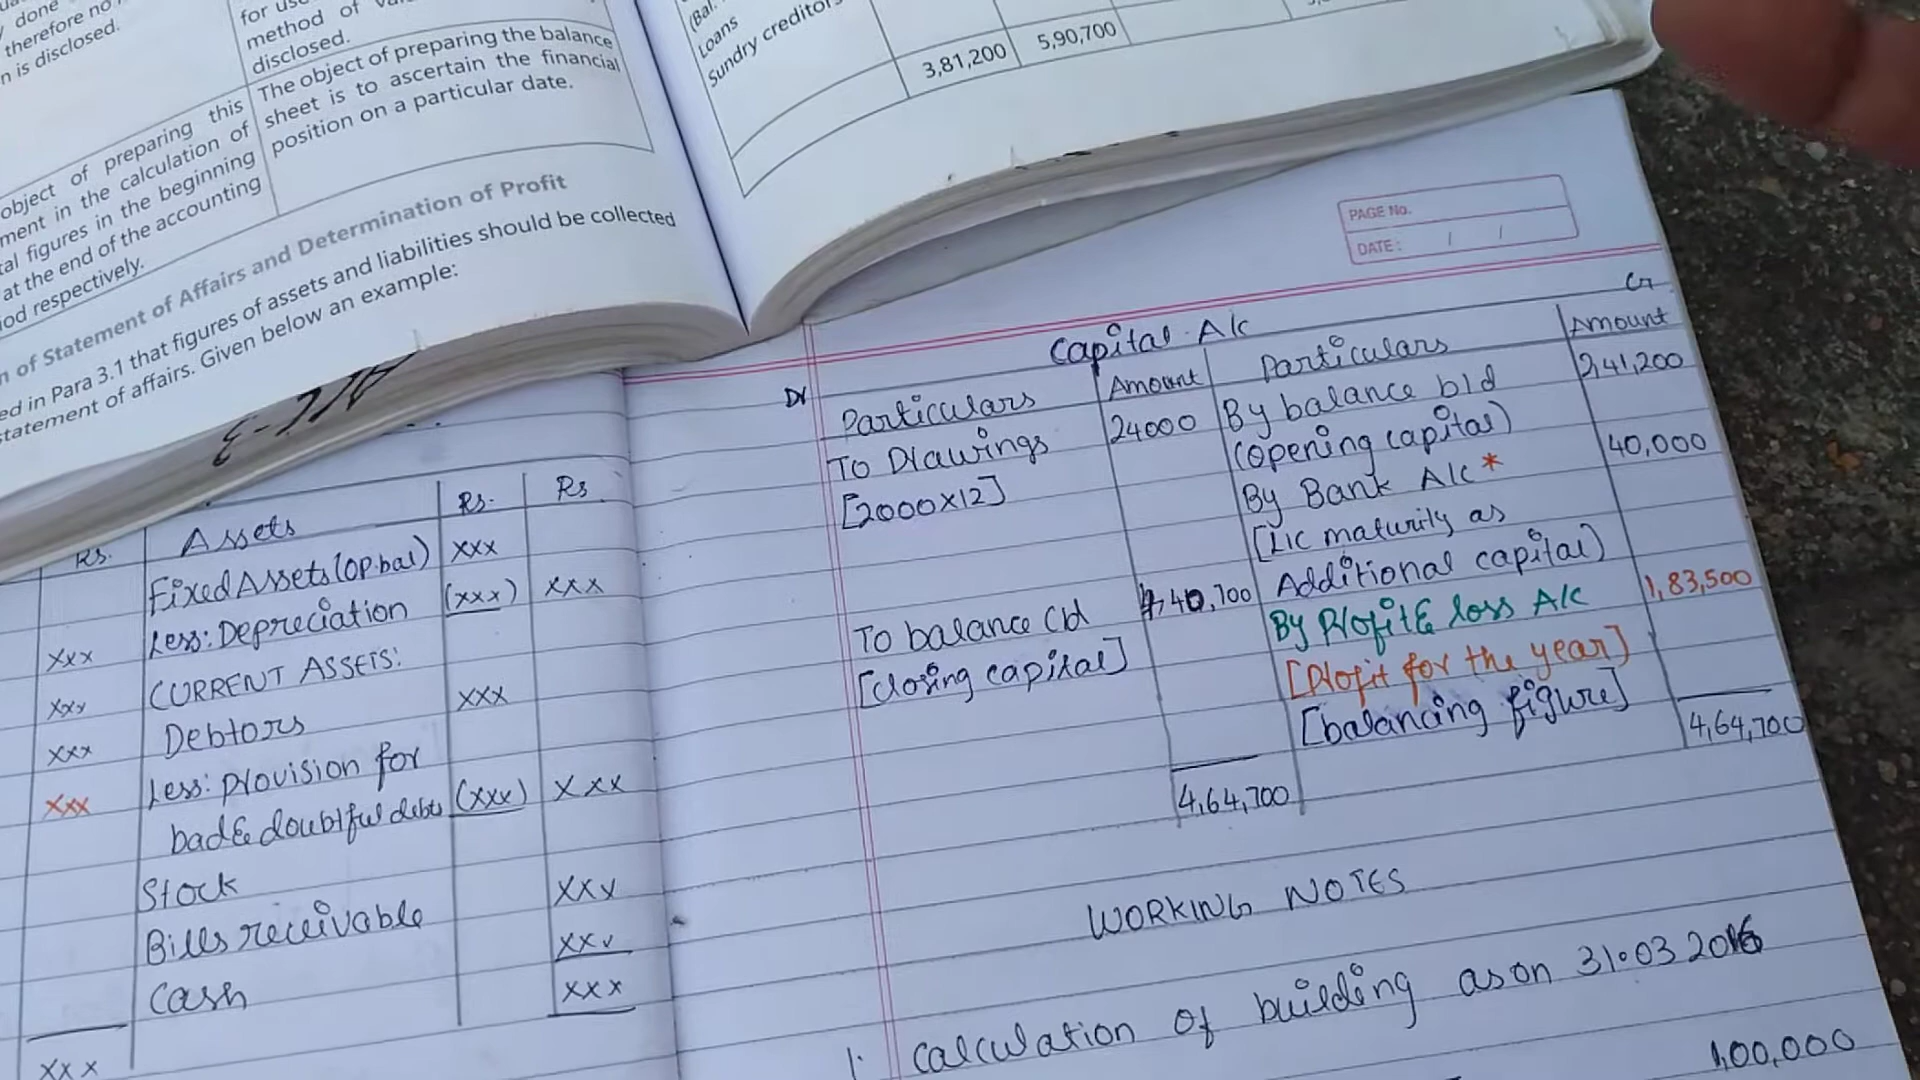 done
therefore no
n is disclosed.
for us
method of
disclosed.
object of preparing this
ment in the calculation of
tal figures in the beginning
at the end of the accounting
iod respectively.
The object of preparing the balance
sheet is to ascertain the financial
position on a particular date.
n of Statement of Affairs and Determination of Profit
ed in Para 3.1 that figures of assets and liabilities should be collected
statement of affairs. Given below an example:
(Bal.
Loans
Sundry creditors
3,81,200 5,90,700
PAGE No.
DATE: / /
Rs. Assets Rs. Rs
Fixed Assets (op.bal) xxx
xxx Less: Depreciation (xxx) xxx
xxx CURRENT ASSETS:
xxx Debtors xxx
xxx Less: provision for
bad & doubtful debts (xxx) xxx
Stock xxx
Bills receivable xxx
Cash xxx
xxx
Capital A/c
Dr Cr
Particulars Amount Particulars Amount
To Drawings 24000 By balance b/d 2,41,200
[2000×12] (opening capital)
By Bank A/c * 40,000
[LIC maturity as
Additional capital)
To balance c/d 4,40,700 By Profit & loss A/c 1,83,500
[closing capital] [Profit for the year]
[balancing figure]
4,64,700 4,64,700
WORKING NOTES
1. Calculation of building as on 31.03 2016
1,00,000